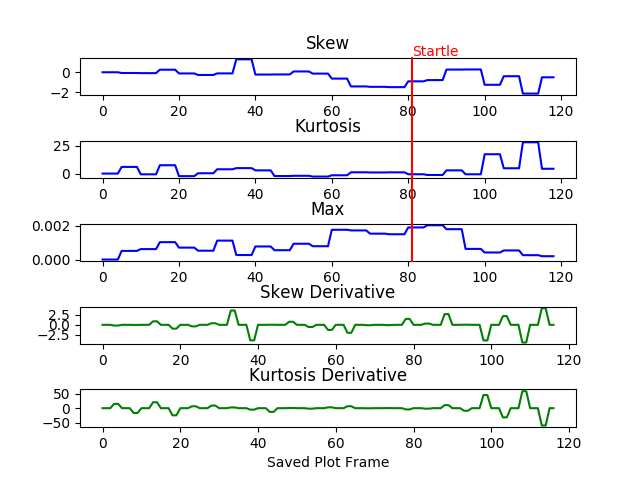 Skew
Startle
0
−2
0 20 40 60 80 100 120
Kurtosis
25
0
0 20 40 60 80 100 120
Max
0.002
0.000
0 20 40 60 80 100 120
Skew Derivative
2.5
0.0
−2.5
0 20 40 60 80 100 120
Kurtosis Derivative
50
0
−50
0 20 40 60 80 100 120
Saved Plot Frame